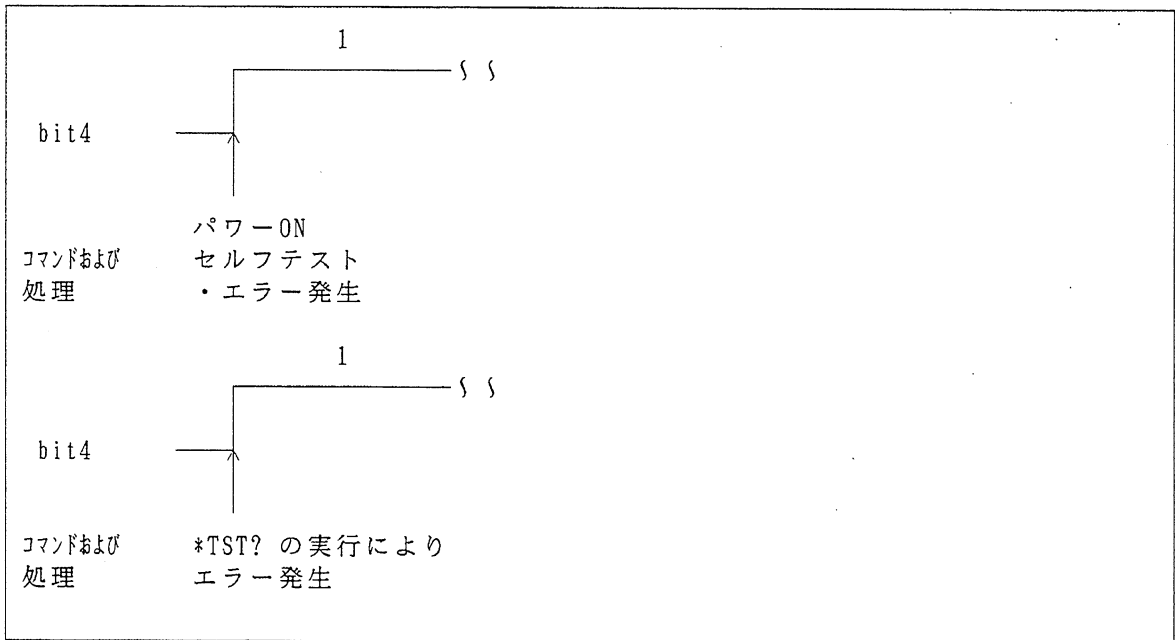 1
bit4
パワーON
コマンドおよび セルフテスト
処理 ・エラー発生
1
bit4
コマンドおよび *TST? の実行により
処理 エラー発生